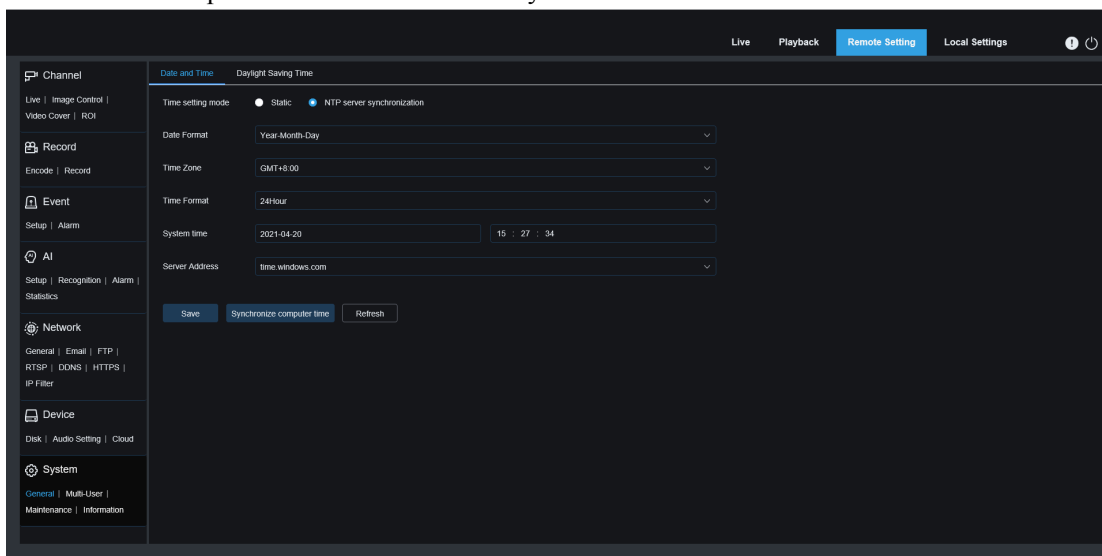 Live Playback Remote Setting Local Settings
Channel
Live | Image Control |
Video Cover | ROI
Record
Encode | Record
Event
Setup | Alarm
AI
Setup | Recognition | Alarm |
Statistics
Network
General | Email | FTP |
RTSP | DDNS | HTTPS |
IP Filter
Device
Disk | Audio Setting | Cloud
System
General | Multi-User |
Maintenance | Information
Date and Time Daylight Saving Time
Time setting mode Static NTP server synchronization
Date Format Year-Month-Day
Time Zone GMT+8:00
Time Format 24Hour
System time 2021-04-20 15 : 27 : 34
Server Address time.windows.com
Save Synchronize computer time Refresh